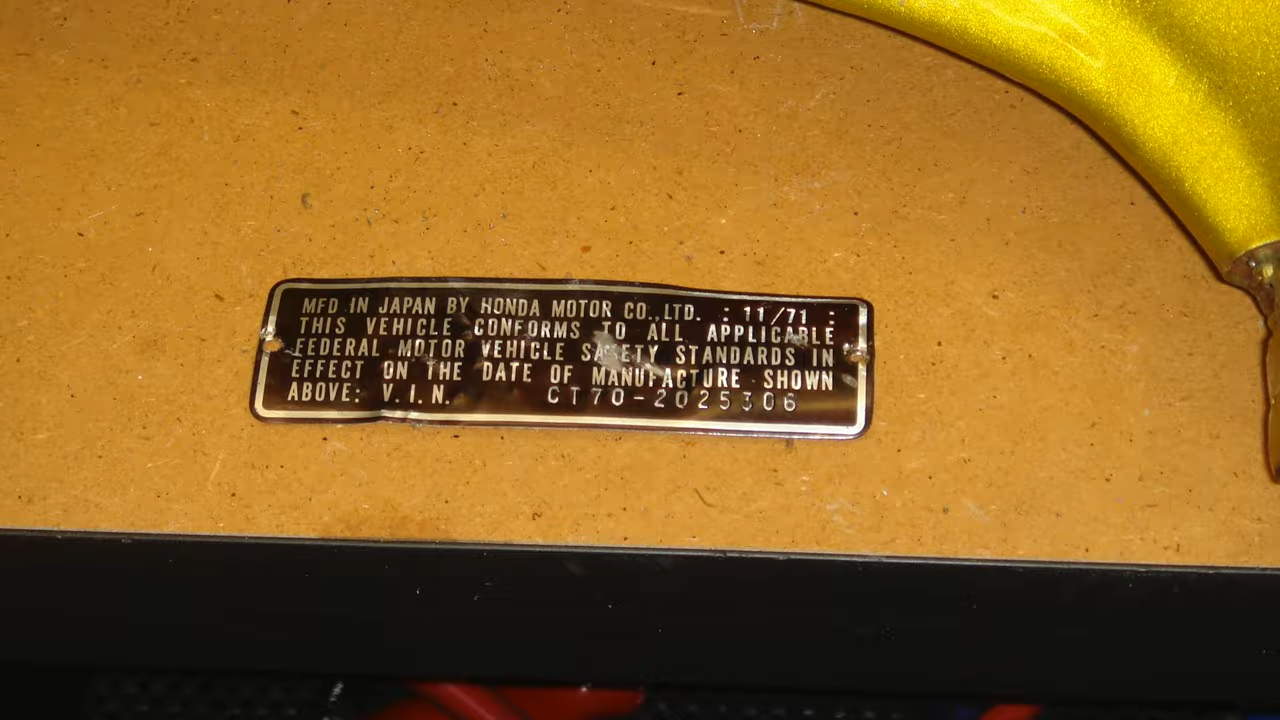 MFD IN JAPAN BY HONDA MOTOR CO.,LTD. : 11/71 :
THIS VEHICLE CONFORMS TO ALL APPLICABLE
FEDERAL MOTOR VEHICLE SAFETY STANDARDS IN
EFFECT ON THE DATE OF MANUFACTURE SHOWN
ABOVE: V.I.N. CT70-2025306